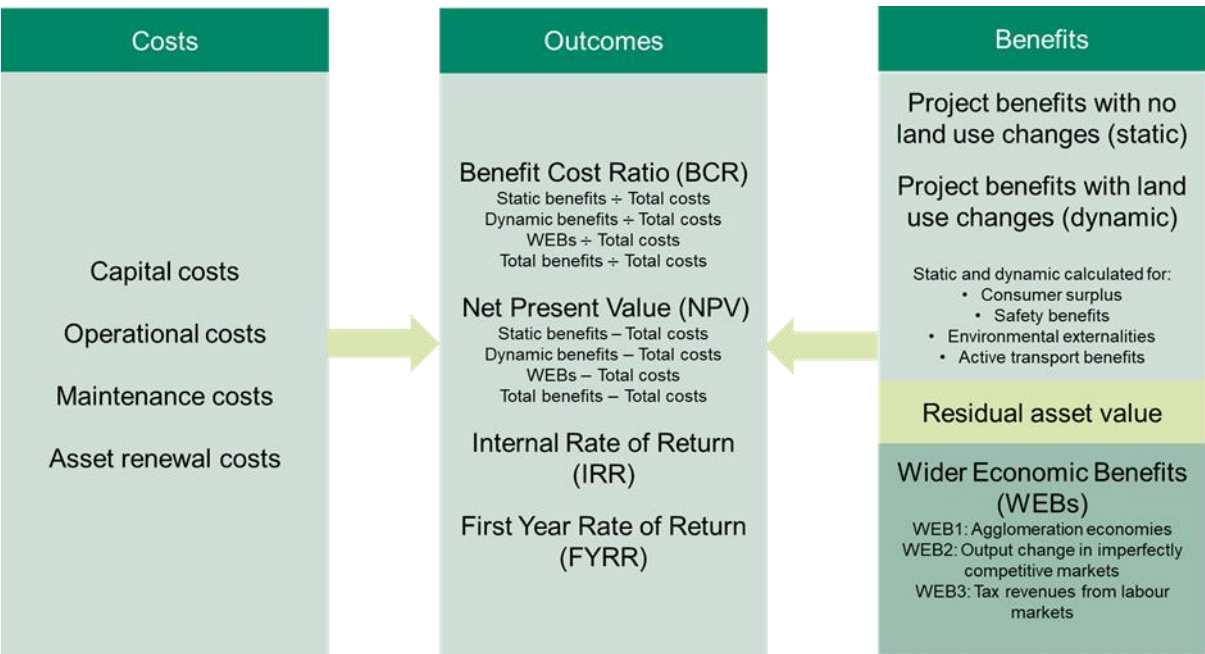 Costs
Capital costs
Operational costs
Maintenance costs
Asset renewal costs
Outcomes
Benefit Cost Ratio (BCR)
Static benefits ÷ Total costs
Dynamic benefits ÷ Total costs
WEBs ÷ Total costs
Total benefits ÷ Total costs
Net Present Value (NPV)
Static benefits – Total costs
Dynamic benefits – Total costs
WEBs – Total costs
Total benefits – Total costs
Internal Rate of Return
(IRR)
First Year Rate of Return
(FYRR)
Benefits
Project benefits with no
land use changes (static)
Project benefits with land
use changes (dynamic)
Static and dynamic calculated for:
• Consumer surplus
• Safety benefits
• Environmental externalities
• Active transport benefits
Residual asset value
Wider Economic Benefits
(WEBs)
WEB1: Agglomeration economies
WEB2: Output change in imperfectly
competitive markets
WEB3: Tax revenues from labour
markets